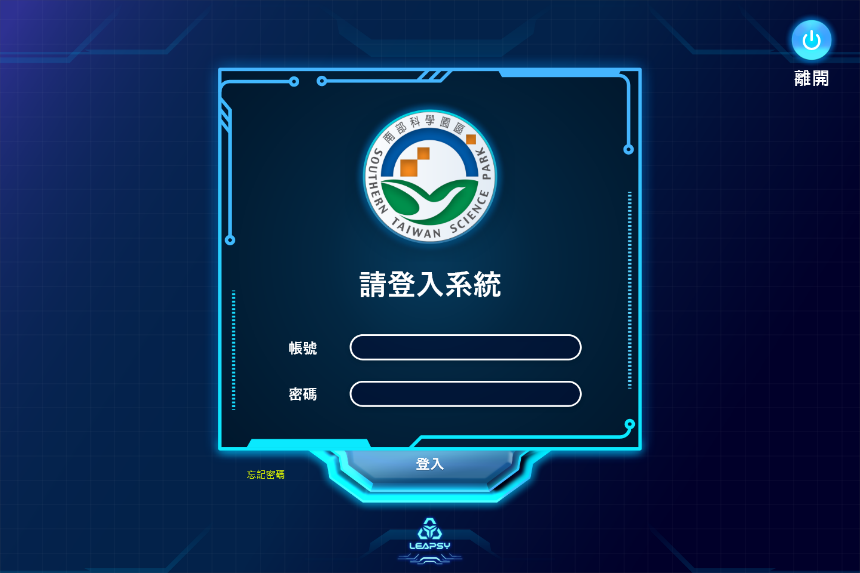 離開
南部科學園區
SOUTHERN TAIWAN SCIENCE PARK
請登入系統
帳號
密碼
登入
忘記密碼
LEAPSY